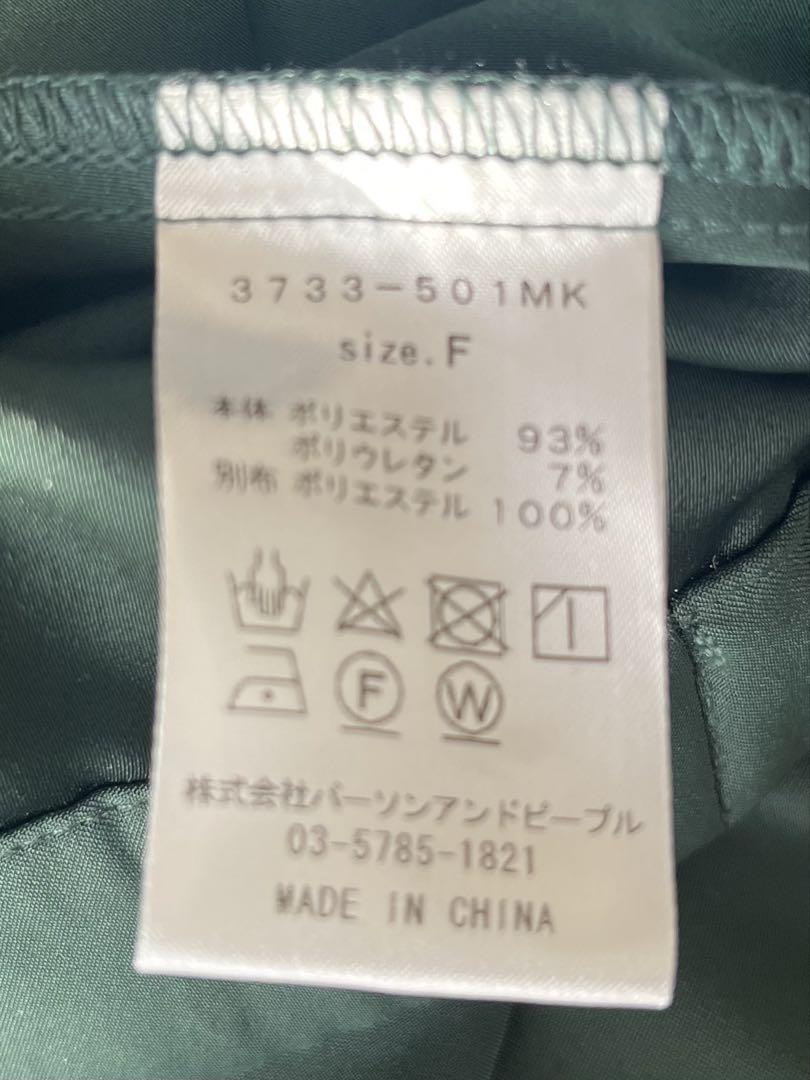 3733-501MK
size.F
本体 ポリエステル 93%
ポリウレタン 7%
別布 ポリエステル 100%
F W
株式会社パーソンアンドピープル
03-5785-1821
MADE IN CHINA